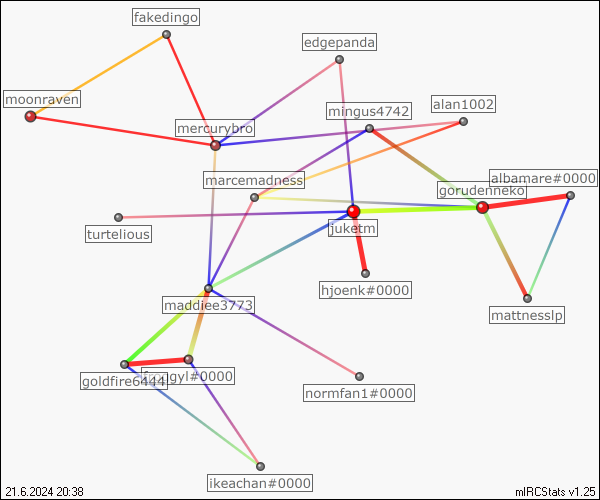 fakedingo
edgepanda
moonraven
alan1002
mingus4742
mercurybro
albamare#0000
marcemadness
gorudenneko
juketm
turtelious
hjoenk#0000
maddiee3773
mattnesslp
goldfire6444
gyl#0000
normfan1#0000
ikeachan#0000
21.6.2024 20:38
mIRCStats v1.25